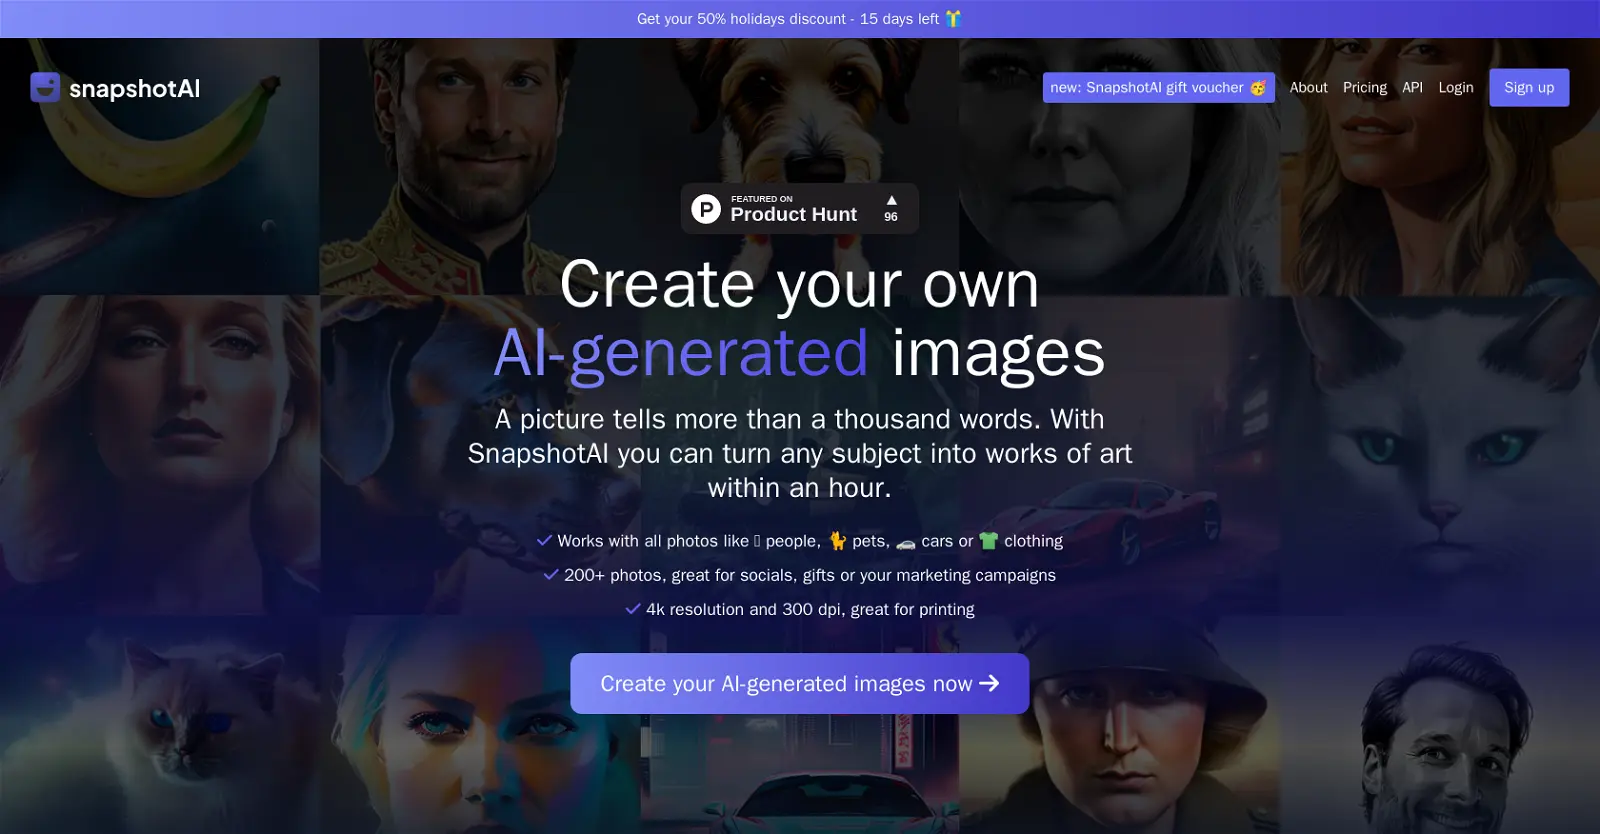 Get your 50% holidays discount - 15 days left 🎁
snapshotAI
new: SnapshotAI gift voucher 🥳 About Pricing API Login Sign up
FEATURED ON
Product Hunt
▲
96
Create your own
AI-generated images
A picture tells more than a thousand words. With
SnapshotAI you can turn any subject into works of art
within an hour.
Works with all photos like ▯ people, 🐈 pets, 🚗 cars or 👕 clothing
200+ photos, great for socials, gifts or your marketing campaigns
4k resolution and 300 dpi, great for printing
Create your AI-generated images now →